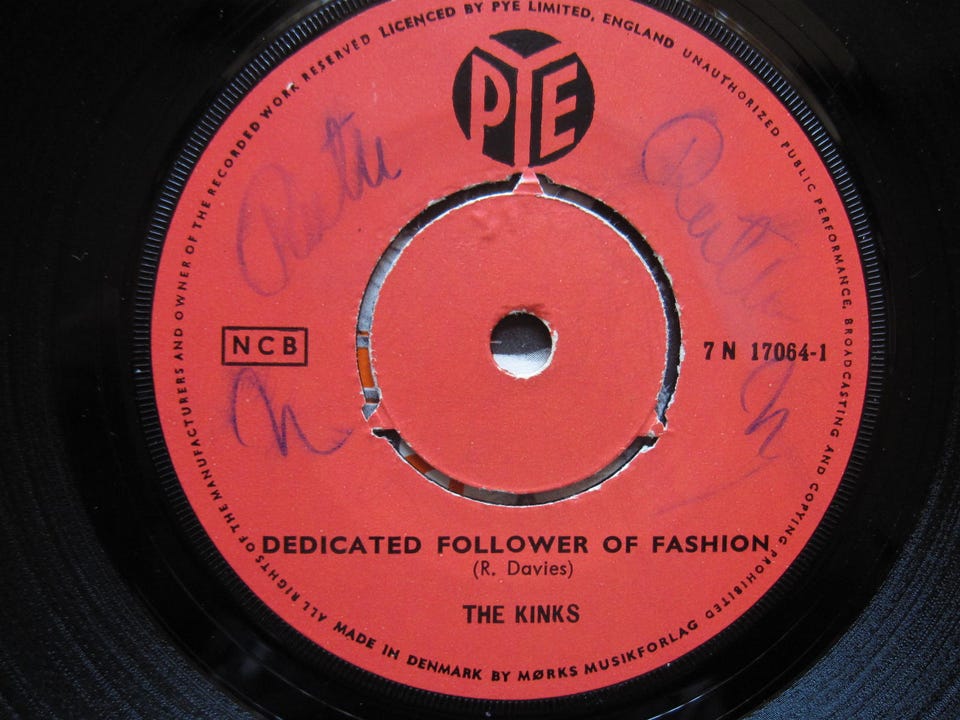 ALL RIGHTS OF THE MANUFACTURERS AND OWNER OF THE RECORDED WORK RESERVED LICENCED BY PYE LIMITED, ENGLAND UNAUTHORIZED PUBLIC PERFORMANCE, BROADCASTING AND COPYING PROHIBITED
PYE
Ruth
Ruth
NCB
7 N 17064-1
h
h
DEDICATED FOLLOWER OF FASHION
(R. Davies)
THE KINKS
MADE IN DENMARK BY MØRKS MUSIKFORLAG